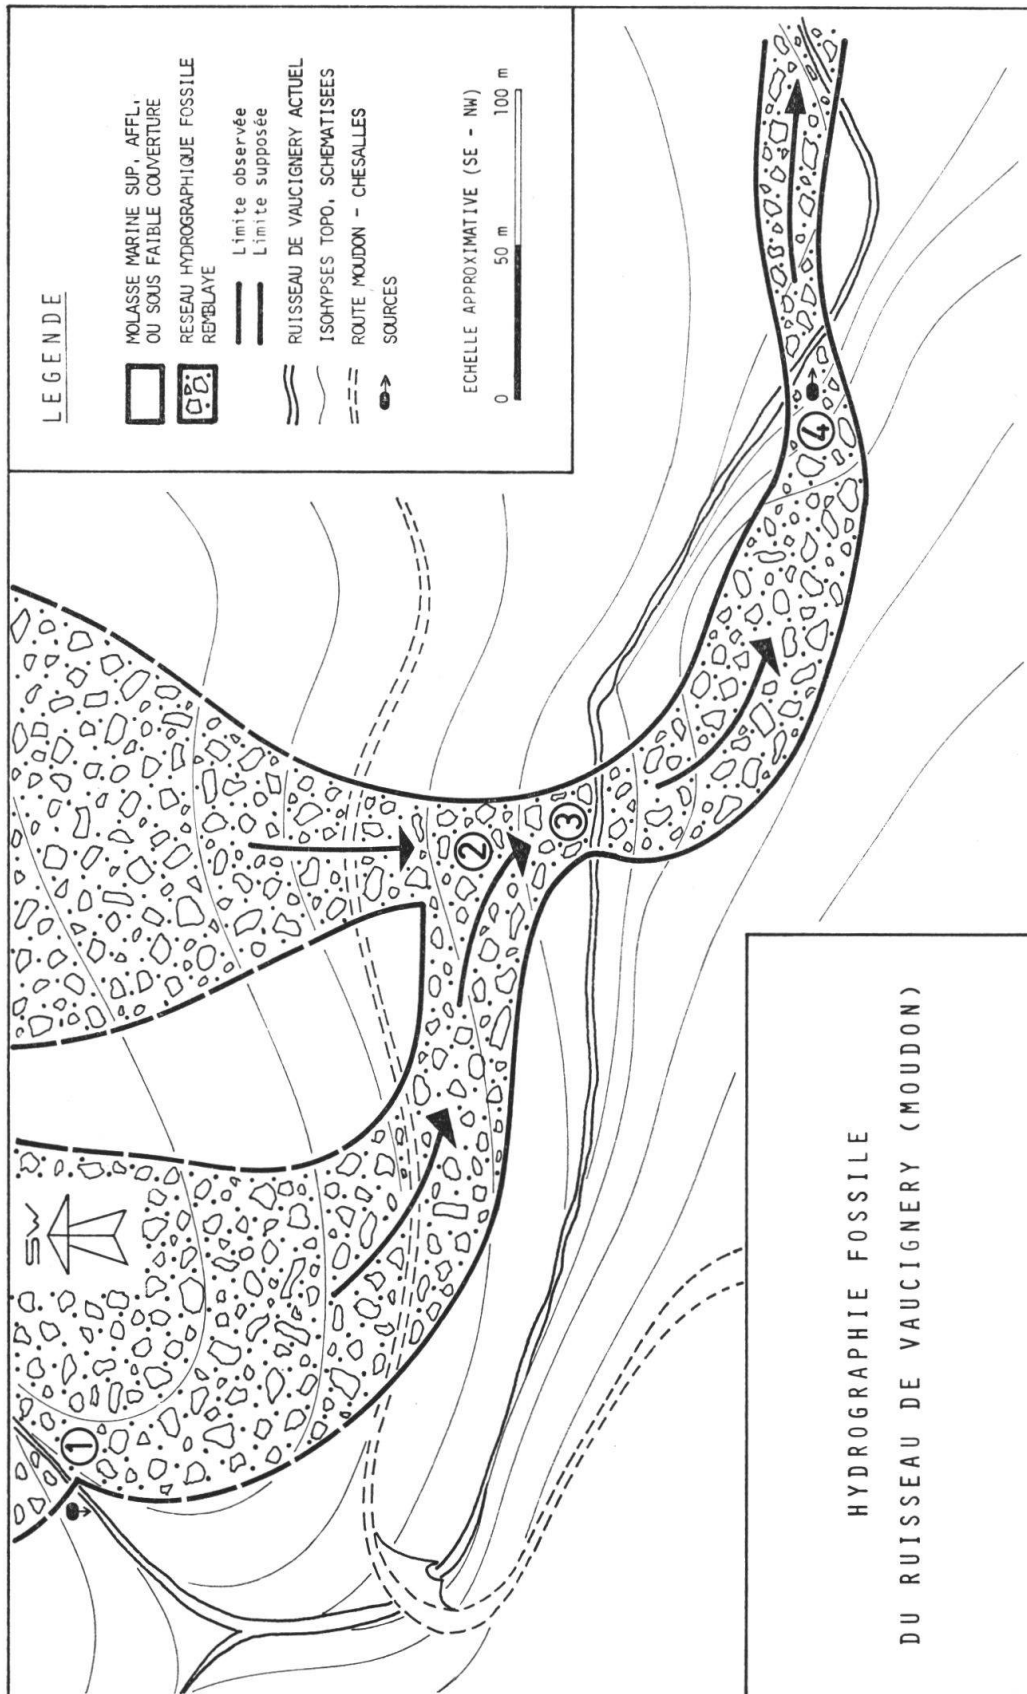 LEGENDE
MOLASSE MARINE SUP. AFFL.
OU SOUS FAIBLE COUVERTURE
RESEAU HYDROGRAPHIQUE FOSSILE
REMBLAYE
Limite observée
Limite supposée
RUISSEAU DE VAUCIGNERY ACTUEL
ISOHYPSES TOPO. SCHEMATISEES
ROUTE MOUDON - CHESALLES
SOURCES
ECHELLE APPROXIMATIVE (SE - NW)
0 50 m 100 m
SW
1
2
3
4
HYDROGRAPHIE FOSSILE
DU RUISSEAU DE VAUCIGNERY (MOUDON)